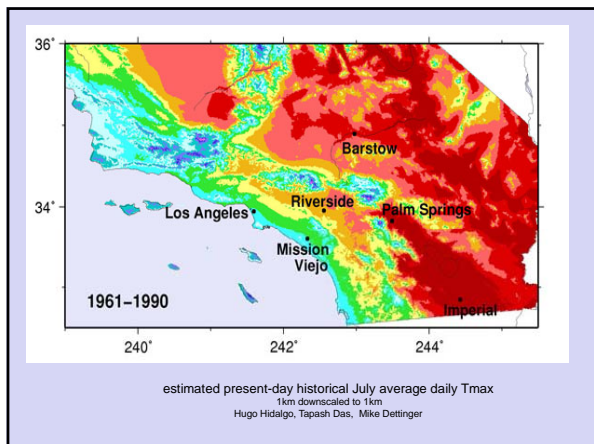 36°
34°
Barstow
Riverside
Los Angeles
Palm Springs
Mission
Viejo
1961–1990
Imperial
240°
242°
244°
estimated present-day historical July average daily Tmax
1km downscaled to 1km
Hugo Hidalgo, Tapash Das, Mike Dettinger